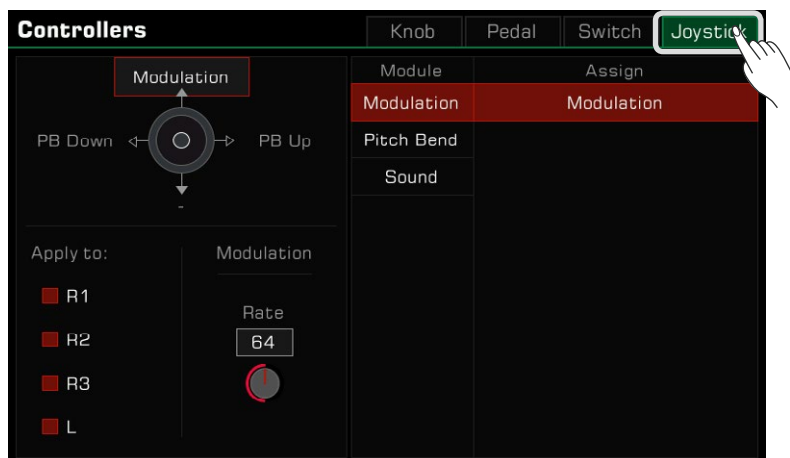 Controllers
Knob
Pedal
Switch
Joystick
Modulation
PB Down
PB Up
-
Apply to:
R1
R2
R3
L
Modulation
Rate
64
Module
Assign
Modulation
Modulation
Pitch Bend
Sound